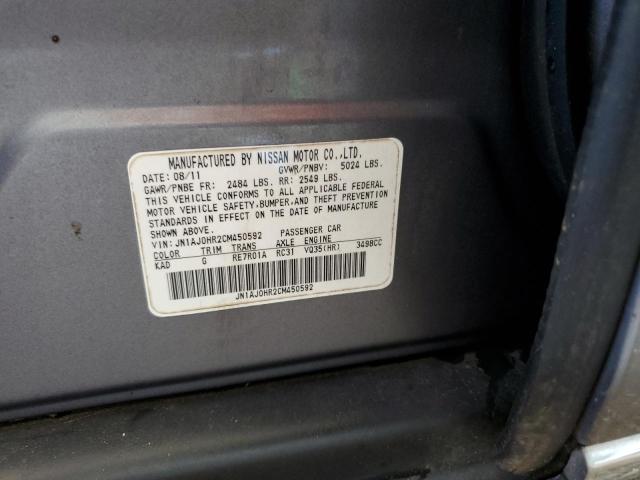 MANUFACTURED BY NISSAN MOTOR CO.,LTD.
DATE: 08/11 GVWR/PNBV: 5024 LBS.
GAWR/PNBE FR: 2484 LBS. RR: 2549 LBS.
THIS VEHICLE CONFORMS TO ALL APPLICABLE FEDERAL
MOTOR VEHICLE SAFETY,BUMPER,AND THEFT PREVENTION
STANDARDS IN EFFECT ON THE DATE OF MANUFACTURE
SHOWN ABOVE.
VIN: JN1AJ0HR2CM450592 PASSENGER CAR
COLOR TRIM TRANS AXLE ENGINE
KAD G RE7R01A RC31 VQ35(HR) 3498CC
JN1AJ0HR2CM450592